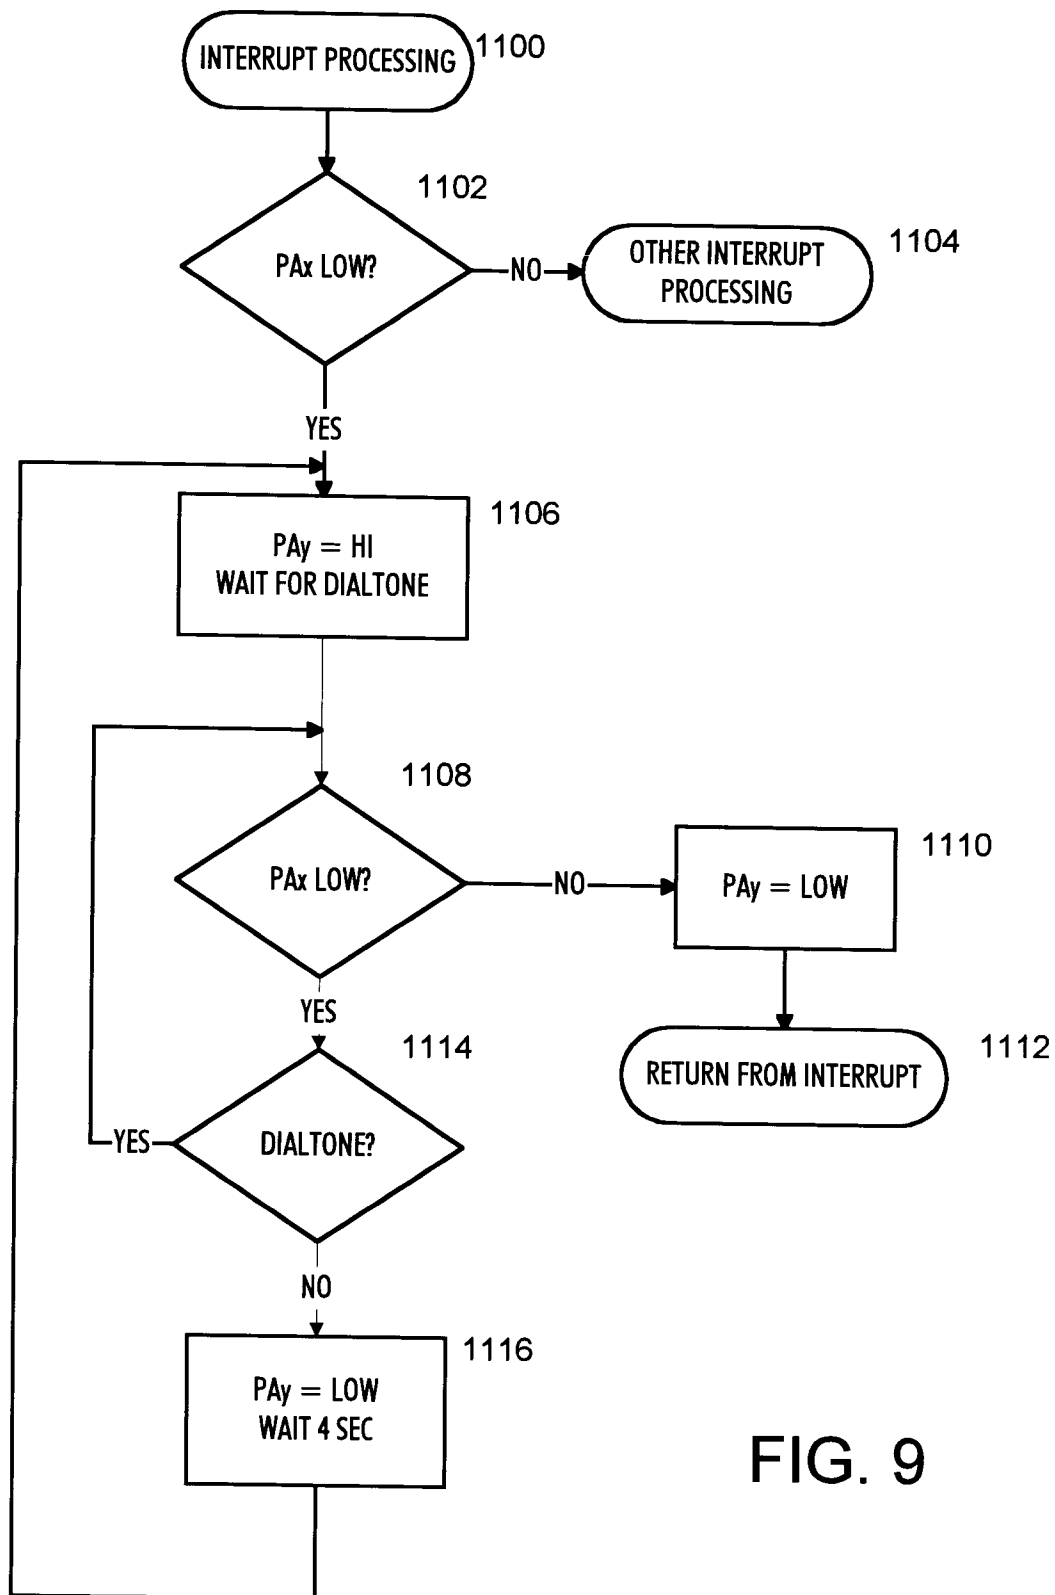 INTERRUPT PROCESSING
1100
1102
PAx LOW?
NO
OTHER INTERRUPT
PROCESSING
1104
YES
1106
PAy = HI
WAIT FOR DIALTONE
1108
PAx LOW?
NO
1110
PAy = LOW
YES
1114
1112
RETURN FROM INTERRUPT
YES
DIALTONE?
NO
1116
PAy = LOW
WAIT 4 SEC
FIG. 9